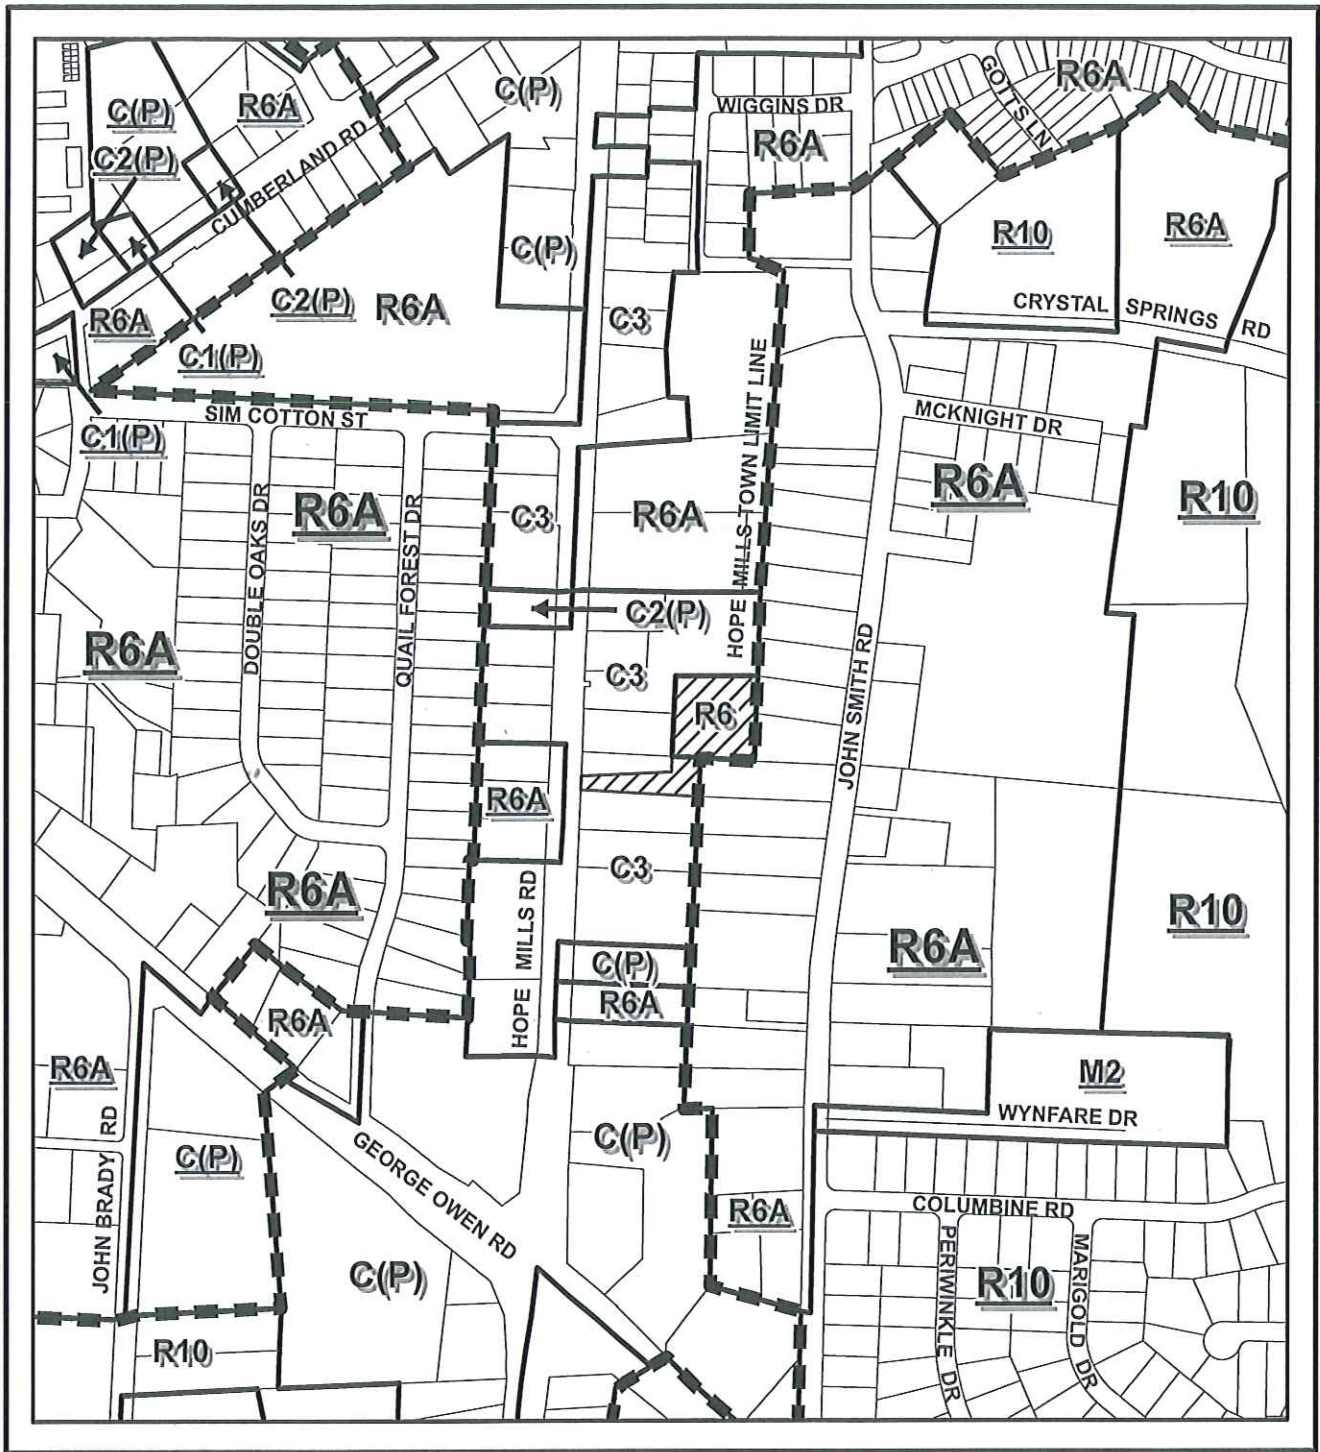 C(P)
R6A
C(P)
C2(P)
CUMBERLAND RD
WIGGINS DR
R6A
GOTTS LN
R6A
R10
R6A
C(P)
CRYSTAL SPRINGS RD
R6A
C2(P)
R6A
C3
C1(P)
SIM COTTON ST
C1(P)
HOPE MILLS TOWN LIMIT LINE
MCKNIGHT DR
R6A
R10
R6A
C3
R6A
DOUBLE OAKS DR
QUAIL FOREST DR
C2(P)
R6A
C3
R6
JOHN SMITH RD
R6A
C3
R6A
HOPE MILLS RD
R10
R6A
C(P)
R6A
R6A
R6A
M2
WYNFARE DR
JOHN BRADY RD
C(P)
GEORGE OWEN RD
C(P)
R6A
COLUMBINE RD
PERIWINKLE DR
R10
MARIGOLD DR
C(P)
R10